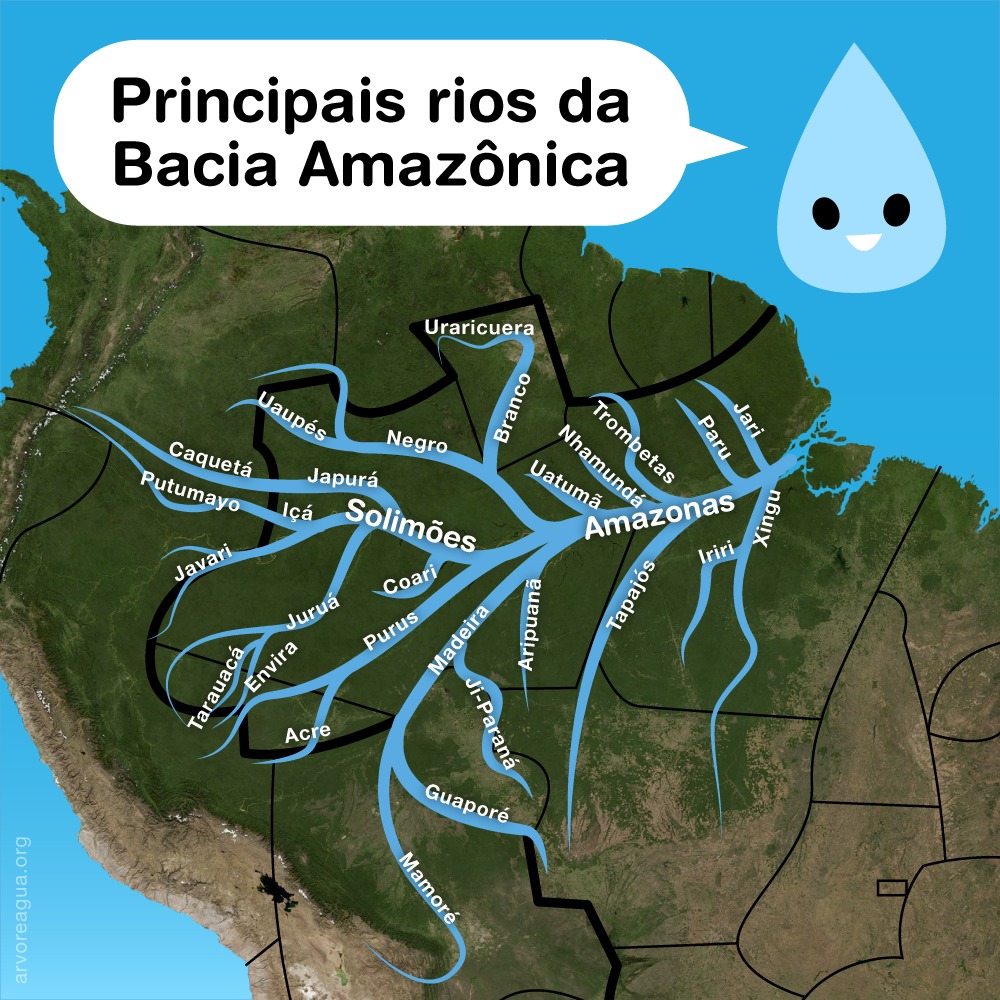 Principais rios da
Bacia Amazônica
Uraricuera
Branco
Uaupés
Negro
Trombetas
Nhamundá
Uatumã
Paru
Jari
Caquetá
Japurá
Putumayo
Içá
Solimões
Amazonas
Xingu
Iriri
Javari
Coari
Juruá
Purus
Madeira
Aripuanã
Tapajós
Tarauacá
Envira
Ji-Paraná
Acre
Guaporé
Mamoré
arvoreagua.org